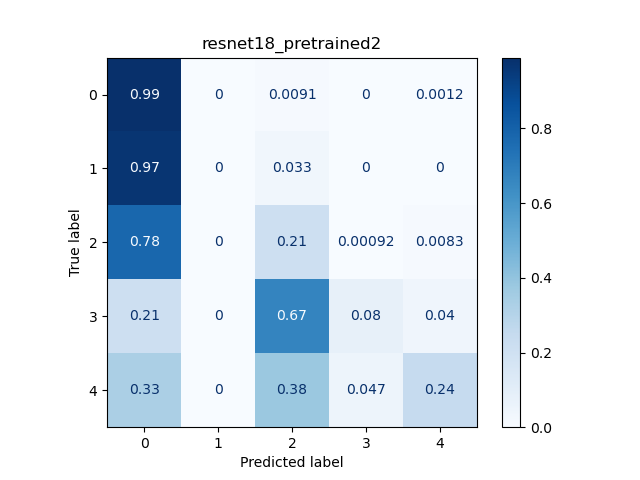 resnet18_pretrained2
0 0.99 0 0.0091 0 0.0012
1 0.97 0 0.033 0 0
2 0.78 0 0.21 0.00092 0.0083
3 0.21 0 0.67 0.08 0.04
4 0.33 0 0.38 0.047 0.24
0 1 2 3 4
Predicted label
True label
0.8
0.6
0.4
0.2
0.0